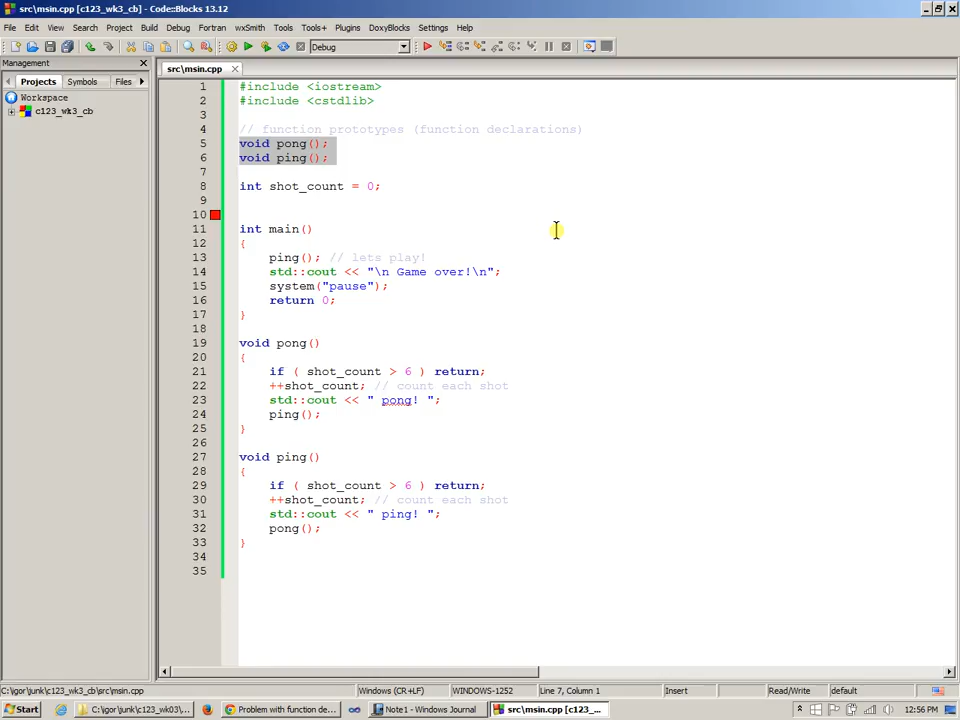 src\msin.cpp [c123_wk3_cb] - Code::Blocks 13.12
File Edit View Search Project Build Debug Fortran wxSmith Tools Tools+ Plugins DoxyBlocks Settings Help
Debug
Management
Projects Symbols Files
Workspace
c123_wk3_cb
src\msin.cpp
1 #include <iostream>
2 #include <cstdlib>
3
4 // function prototypes (function declarations)
5 void pong();
6 void ping();
7
8 int shot_count = 0;
9
10
11 int main()
12 {
13 ping(); // lets play!
14 std::cout << "\n Game over!\n";
15 system("pause");
16 return 0;
17 }
18
19 void pong()
20 {
21 if ( shot_count > 6 ) return;
22 ++shot_count; // count each shot
23 std::cout << " pong! ";
24 ping();
25 }
26
27 void ping()
28 {
29 if ( shot_count > 6 ) return;
30 ++shot_count; // count each shot
31 std::cout << " ping! ";
32 pong();
33 }
34
35
C:\igor\junk\c123_wk3_cb\src\msin.cpp Windows (CR+LF) WINDOWS-1252 Line 7, Column 1 Insert Read/Write default
Start C:\igor\junk\c123_wk03\... Problem with function de... Note1 - Windows Journal src\msin.cpp [c123_... 12:56 PM